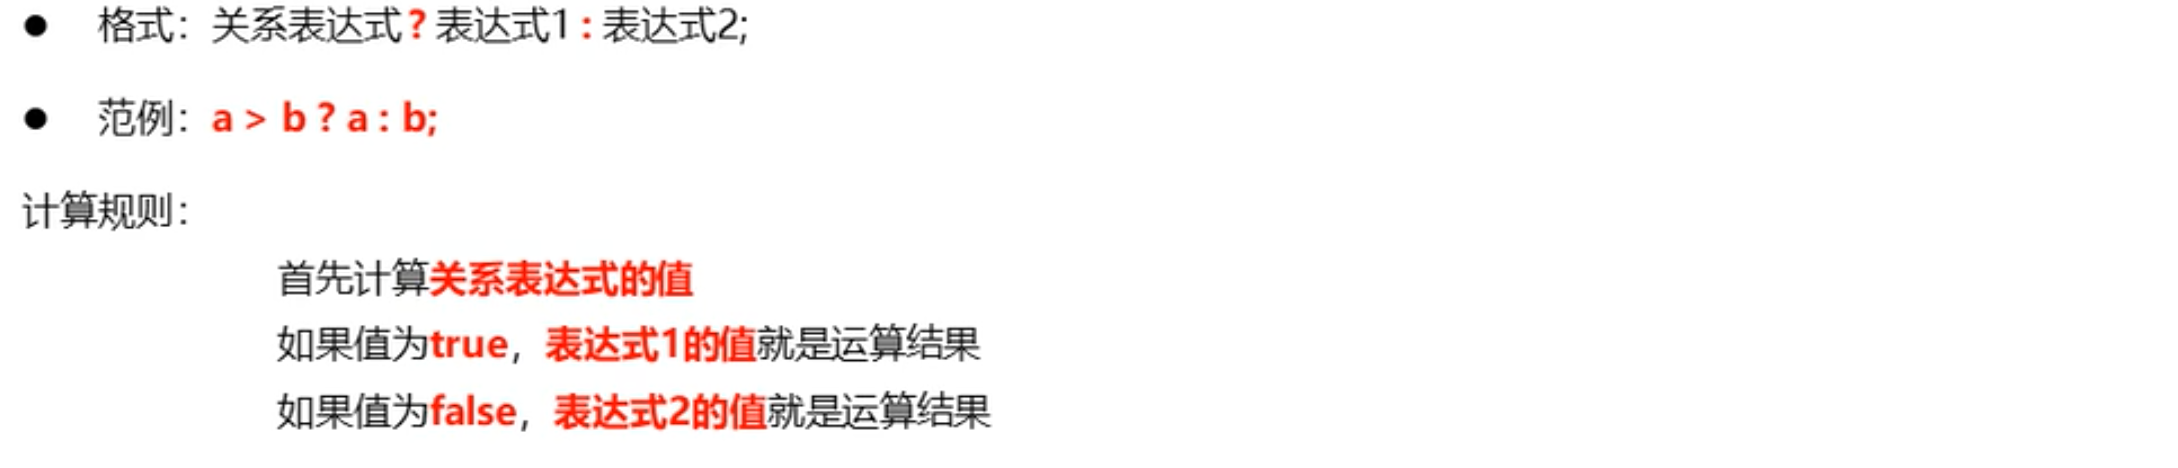 ● 格式：关系表达式 ? 表达式1 : 表达式2;
● 范例：a > b ? a : b;
计算规则：
首先计算关系表达式的值
如果值为true，表达式1的值就是运算结果
如果值为false，表达式2的值就是运算结果